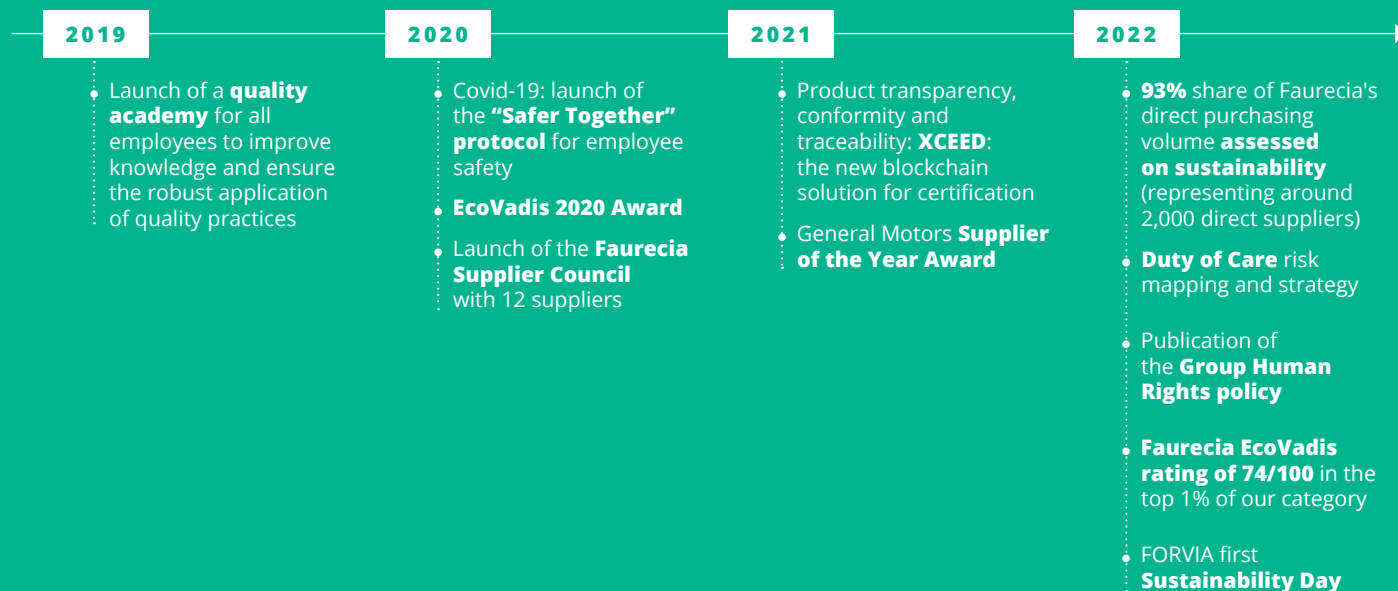 2019
Launch of a quality
academy for all
employees to improve
knowledge and ensure
the robust application
of quality practices
2020
Covid-19: launch of
the “Safer Together”
protocol for employee
safety
EcoVadis 2020 Award
Launch of the Faurecia
Supplier Council
with 12 suppliers
2021
Product transparency,
conformity and
traceability: XCEED:
the new blockchain
solution for certification
General Motors Supplier
of the Year Award
2022
93% share of Faurecia's
direct purchasing
volume assessed
on sustainability
(representing around
2,000 direct suppliers)
Duty of Care risk
mapping and strategy
Publication of
the Group Human
Rights policy
Faurecia EcoVadis
rating of 74/100 in the
top 1% of our category
FORVIA first
Sustainability Day